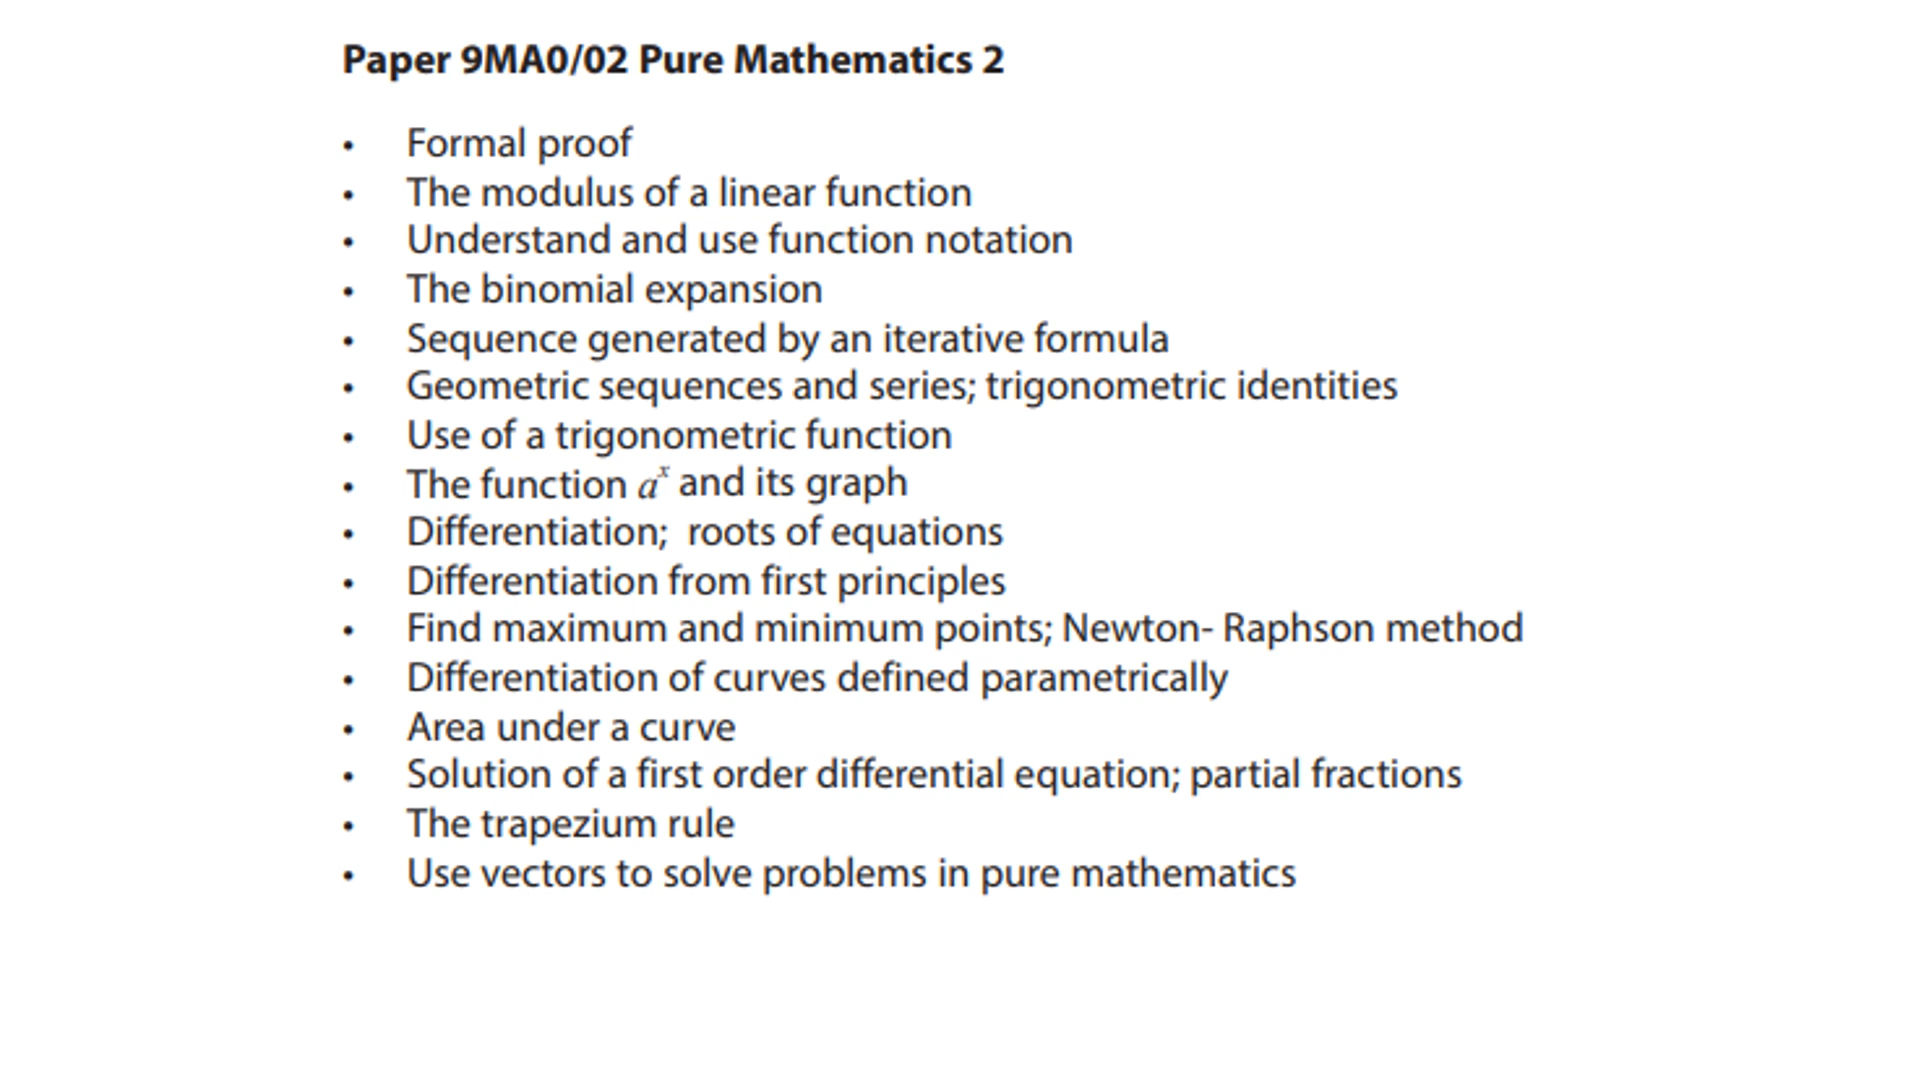 Paper 9MA0/02 Pure Mathematics 2
• Formal proof
• The modulus of a linear function
• Understand and use function notation
• The binomial expansion
• Sequence generated by an iterative formula
• Geometric sequences and series; trigonometric identities
• Use of a trigonometric function
• The function aˣ and its graph
• Differentiation;  roots of equations
• Differentiation from first principles
• Find maximum and minimum points; Newton- Raphson method
• Differentiation of curves defined parametrically
• Area under a curve
• Solution of a first order differential equation; partial fractions
• The trapezium rule
• Use vectors to solve problems in pure mathematics